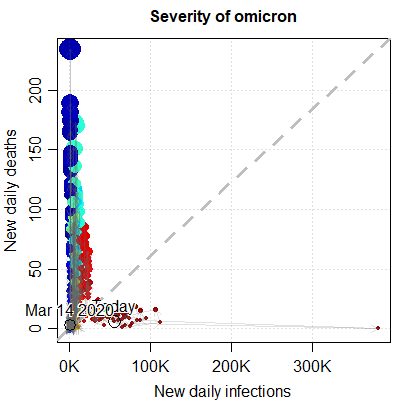 Severity of omicron
New daily deaths
200
150
100
50
0
Mar 14 2020
Today
0K
100K
200K
300K
New daily infections